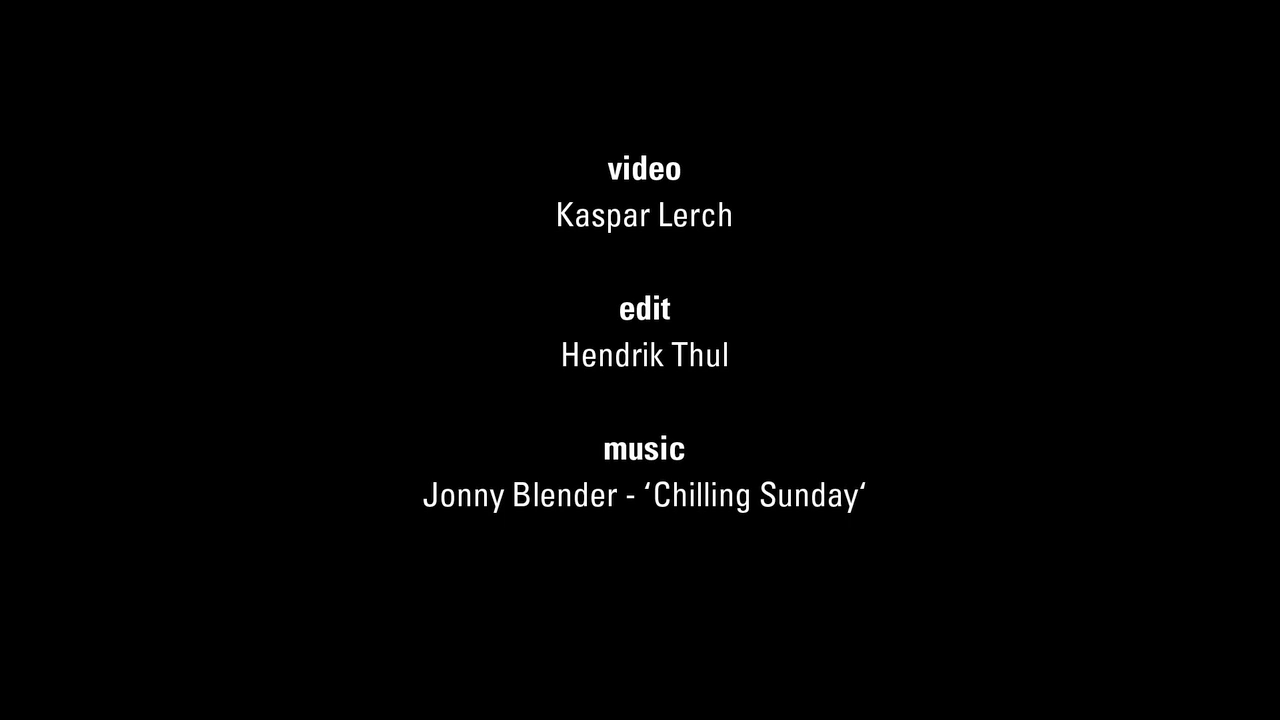 video
Kaspar Lerch
edit
Hendrik Thul
music
Jonny Blender - ‘Chilling Sunday‘